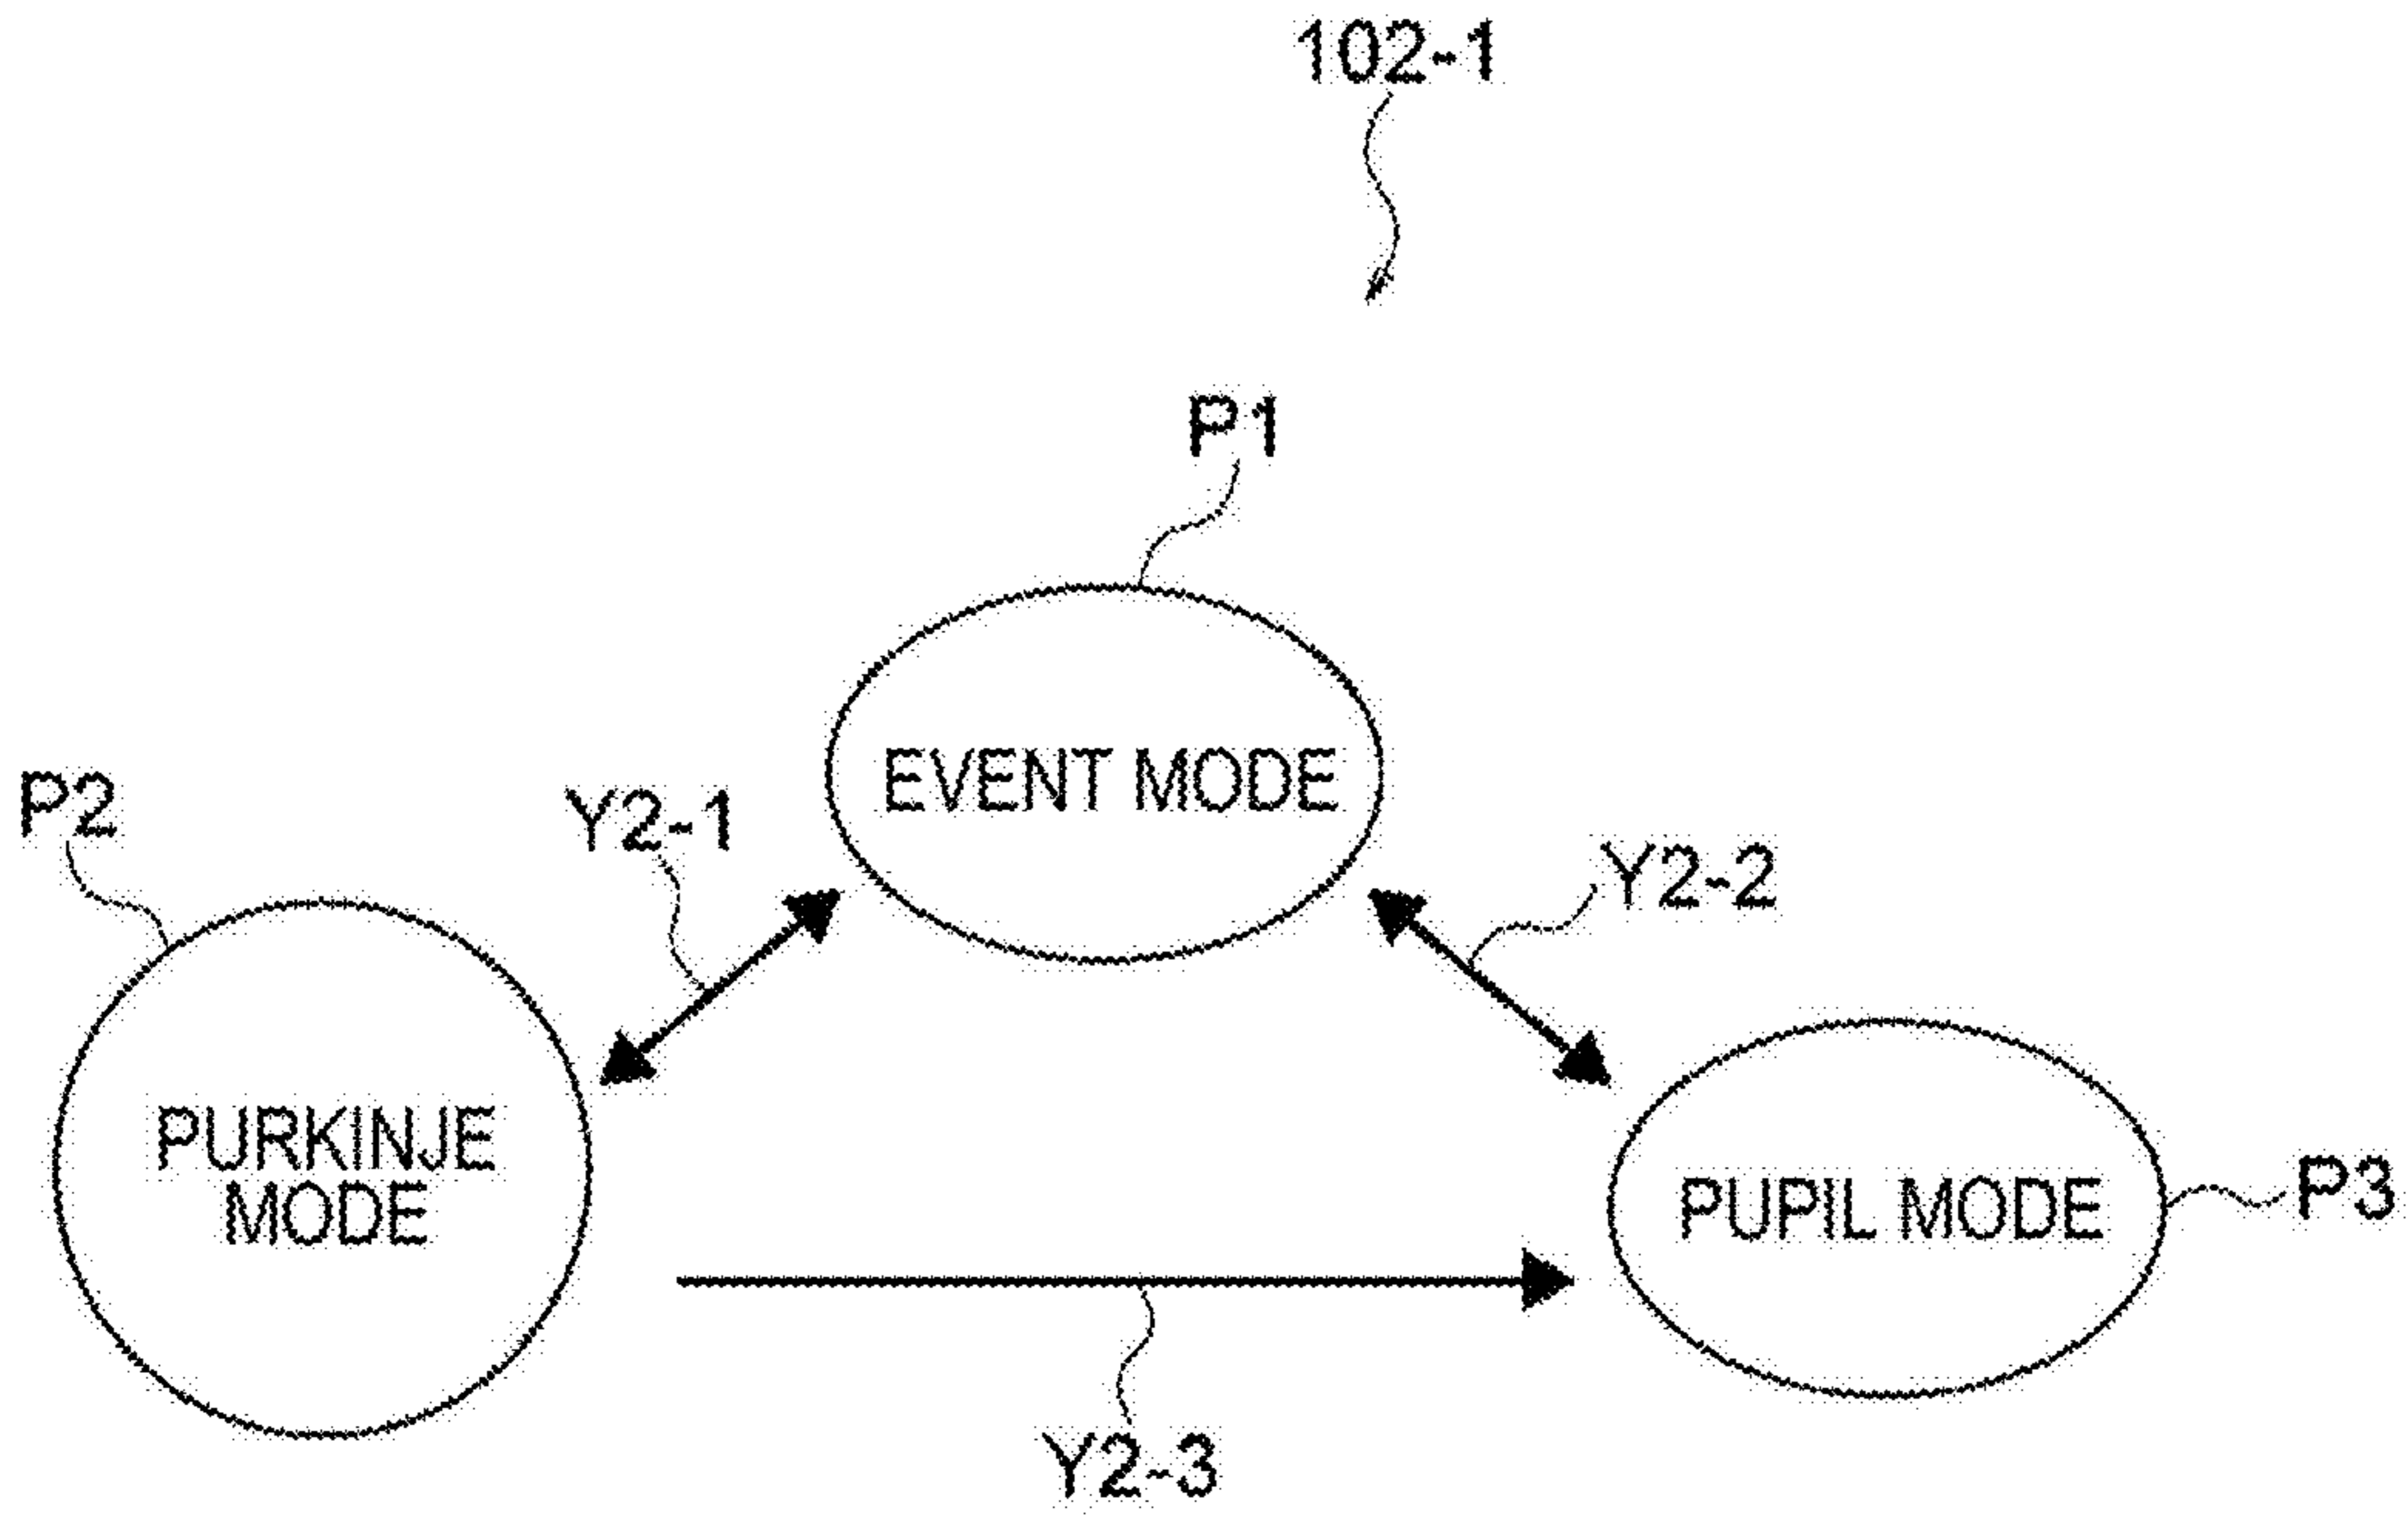 102-1
P1
EVENT MODE
P2
Y2-1
Y2-2
PURKINJE
MODE
PUPIL MODE
P3
Y2-3